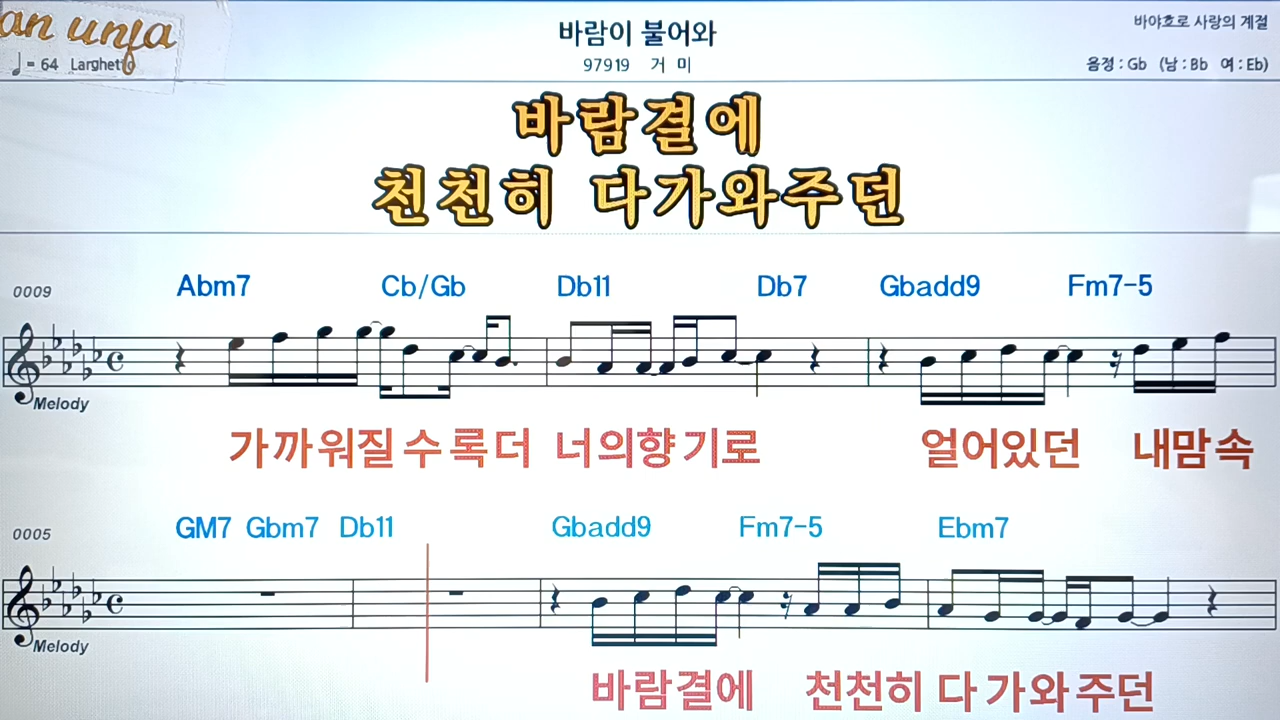 an unfa
바람이 불어와
바야흐로 사랑의 계절
♩= 64 Larghetto
97919 거 미
음정 : Gb (남 : Bb 여 : Eb)
바람결에
천천히 다가와주던
0009 Abm7 Cb/Gb Db11 Db7 Gbadd9 Fm7-5
Melody
가까워질수록더 너의향기로 얼어있던 내맘속
0005 GM7 Gbm7 Db11 Gbadd9 Fm7-5 Ebm7
Melody
바람결에 천천히 다가와주던